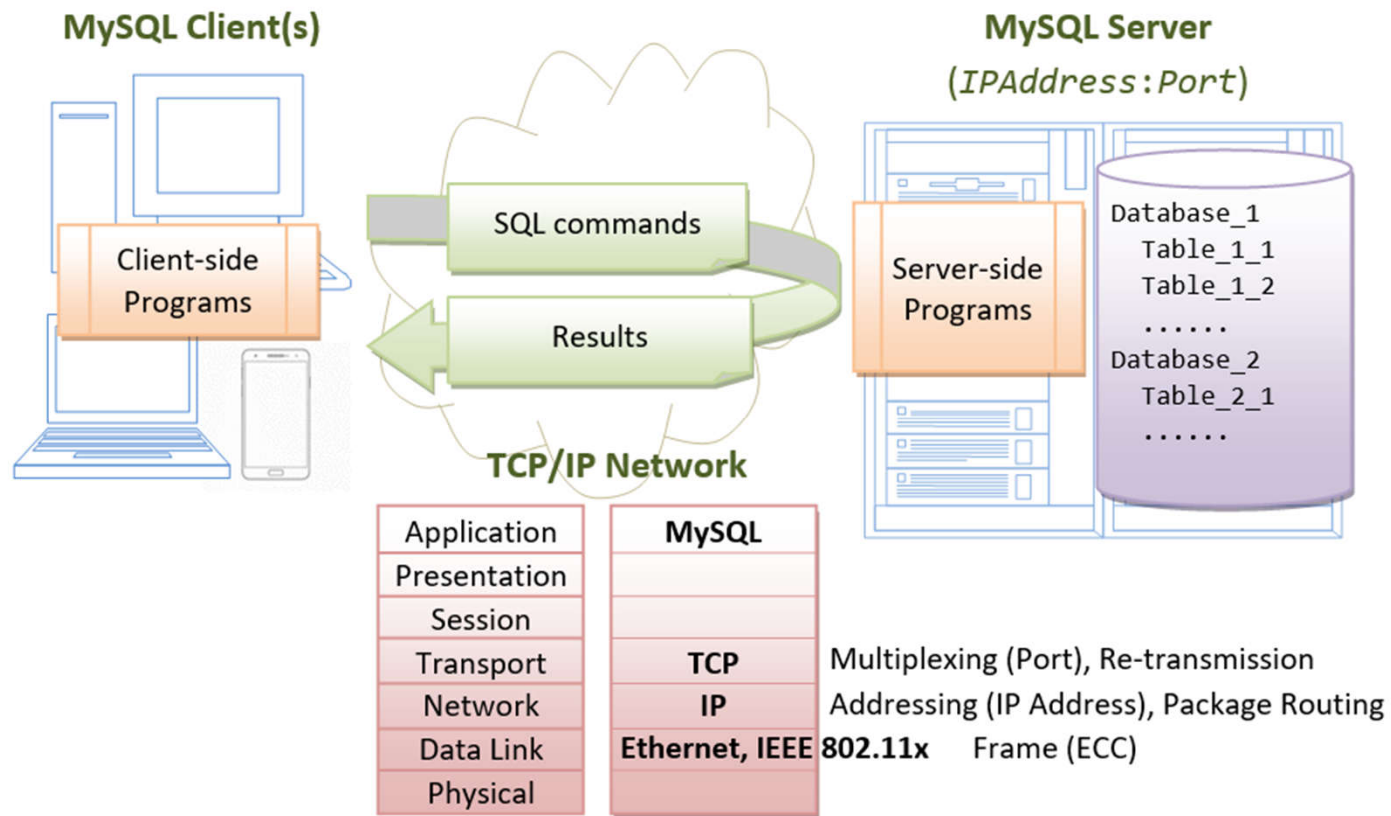 MySQL Client(s)
MySQL Server
(IPAddress:Port)
SQL commands
Results
Client-side
Programs
Server-side
Programs
Database_1
Table_1_1
Table_1_2
......
Database_2
Table_2_1
......
TCP/IP Network
Application MySQL
Presentation
Session
Transport TCP Multiplexing (Port), Re-transmission
Network IP Addressing (IP Address), Package Routing
Data Link Ethernet, IEEE 802.11x Frame (ECC)
Physical